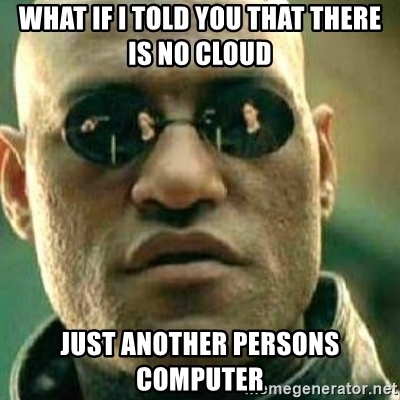 WHAT IF I TOLD YOU THAT THERE
IS NO CLOUD
JUST ANOTHER PERSONS
COMPUTER
memegenerator.net